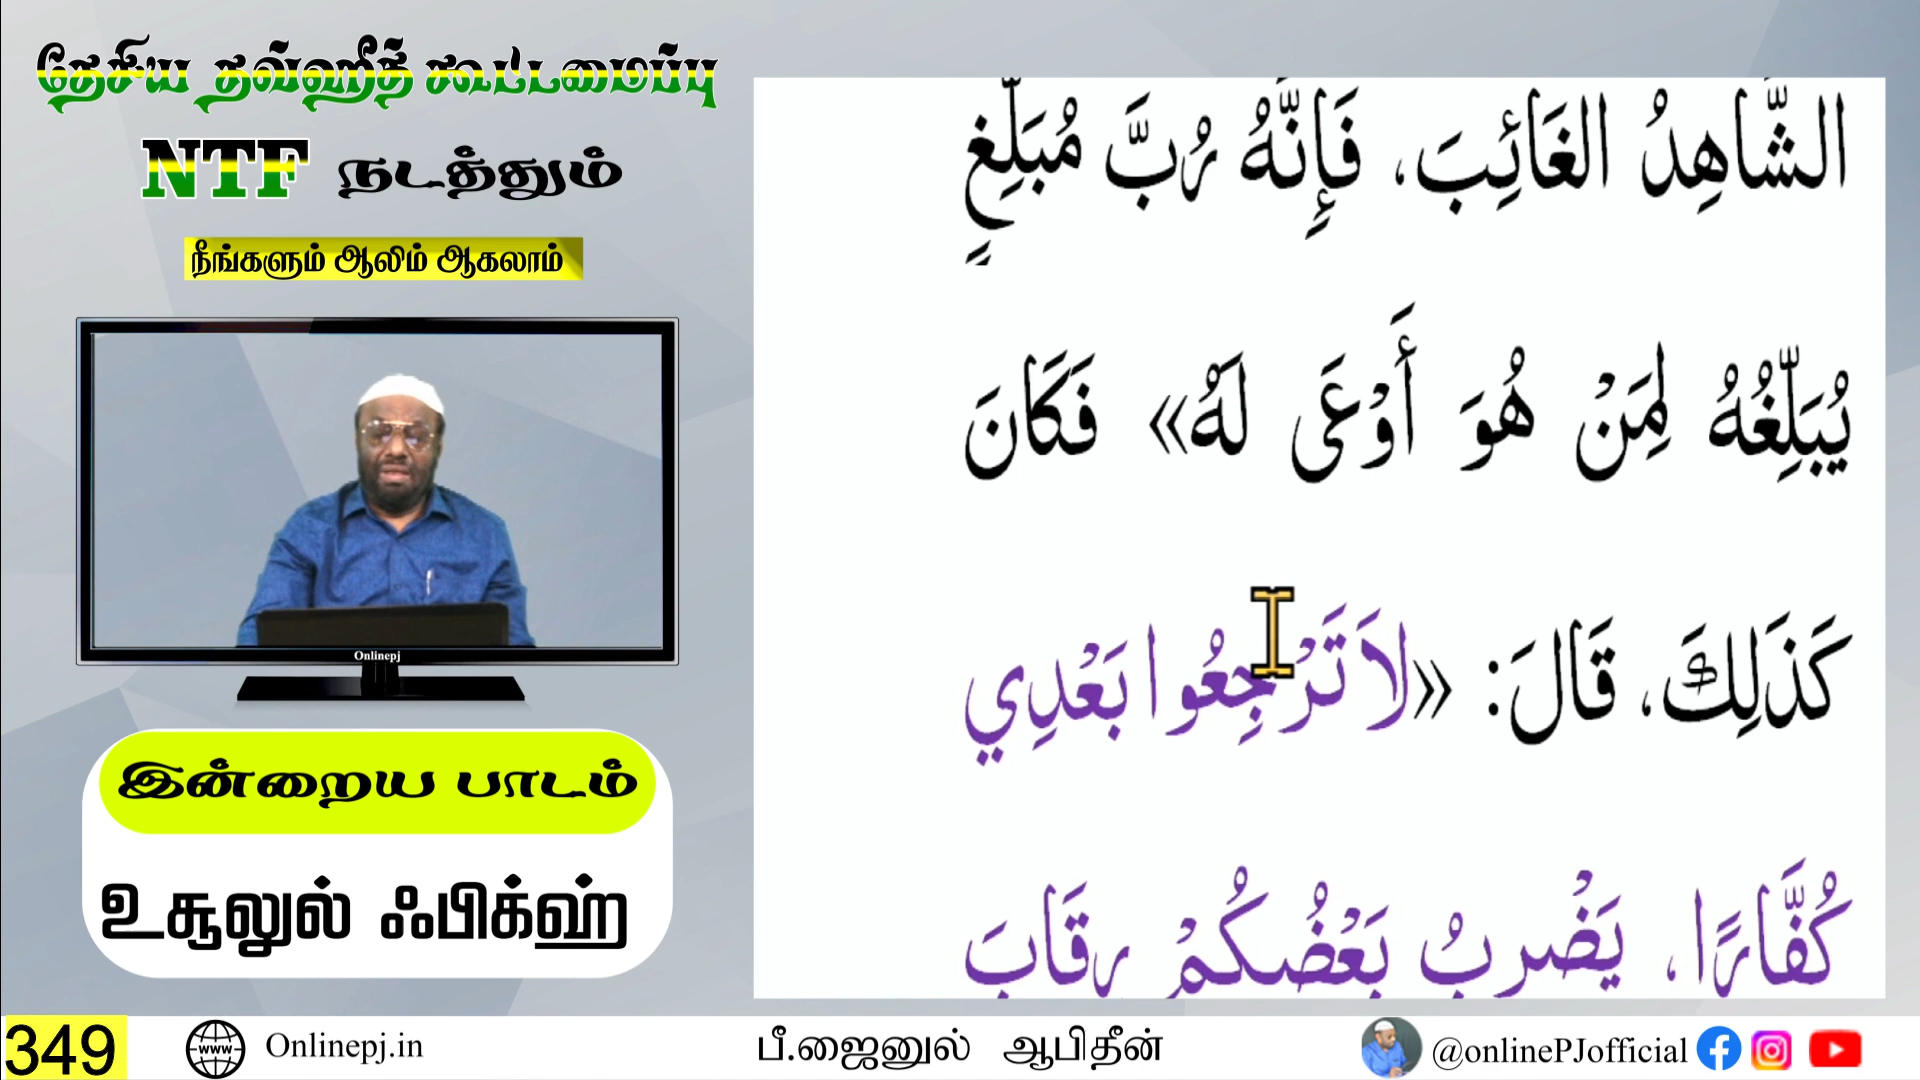 தேசிய தவ்ஹீத் கூட்டமைப்பு
NTF நடத்தும்
நீங்களும் ஆலிம் ஆகலாம்
Onlinepj
இன்றைய பாடம்
உசூலுல் ஃபிக்ஹ்
الشَّاهِدُ الغَائِبَ، فَإِنَّهُ رُبَّ مُبَلِّغٍ
يُبَلِّغُهُ لِمَنْ هُوَ أَوْعَى لَهُ» فَكَانَ
كَذَلِكَ، قَالَ: «لاَ تَرْجِعُوا بَعْدِي
كُفَّارًا، يَضْرِبُ بَعْضُكُمْ رِقَابَ
349
www
Onlinepj.in
பீ.ஜைனுல் ஆபிதீன்
@onlinePJofficial